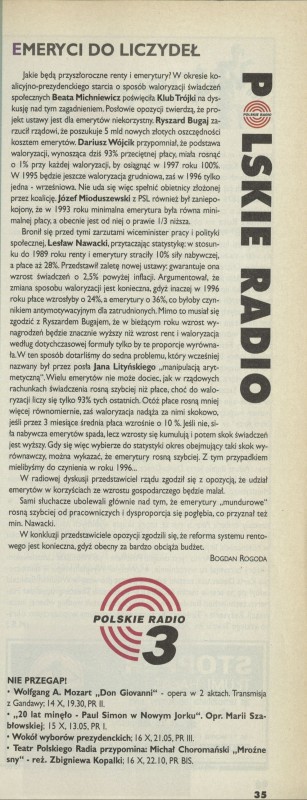 EMERYCI DO LICZYDEŁ
Jakie będą przyszłoroczne renty i emerytury? W okresie ko-
alicyjno-prezydenckiego starcia o sposób waloryzacji świadczeń
społecznych Beata Michniewicz poświęciła Klub Trójki na dys-
kusję nad tym zagadnieniem. Posłowie opozycji twierdzą, że pro-
jekt ustawy jest dla emerytów niekorzystny. Ryszard Bugaj za-
rzucił rządowi, że poszukuje 5 mld nowych złotych oszczędności
kosztem emerytów. Dariusz Wójcik przypomniał, że podstawa
waloryzacji, wynosząca dziś 93% przeciętnej płacy, miała rosnąć
o 1% przy każdej waloryzacji, by osiągnąć w 1997 roku 100%.
W 1995 będzie jeszcze waloryzacja grudniowa, zaś w 1996 tylko
jedna - wrześniowa. Nie uda się więc spełnić obietnicy złożonej
przez koalicję. Józef Mioduszewski z PSL również był zaniepo-
kojony, że w 1993 roku minimalna emerytura była równa mini-
malnej płacy, a obecnie jest od niej o prawie 1/3 niższa.
Bronił się przed tymi zarzutami wiceminister pracy i polityki
społecznej, Lesław Nawacki, przytaczając statystykę: w stosun-
ku do 1989 roku renty i emerytury straciły 10% siły nabywczej,
a płace aż 28%. Przedstawił zaletę nowej ustawy: gwarantuje ona
wzrost świadczeń o 2,5% powyżej inflacji. Argumentował, że
zmiana sposobu waloryzacji jest konieczna, gdyż inaczej w 1996
roku płace wzrosłyby o 24%, a emerytury o 36%, co byłoby czyn-
nikiem antymotywacyjnym dla zatrudnionych. Mimo to musiał się
zgodzić z Ryszardem Bugajem, że w bieżącym roku wzrost wy-
nagrodzeń będzie znacznie wyższy niż wzrost rent i waloryzacja
według dotychczasowej formuły tylko by te proporcje wyrówna-
ła. W ten sposób dotarliśmy do sedna problemu, który wcześniej
nazwany był przez posła Jana Lityńskiego „manipulacją aryt-
metyczną”. Wielu emerytów nie może dociec, jak w rządowych
rachunkach świadczenia rosną szybciej niż płace, choć do walo-
ryzacji liczy się tylko 93% tych ostatnich. Otóż płace rosną mniej
więcej równomiernie, zaś waloryzacja nadąża za nimi skokowo,
jeśli przez 3 miesiące średnia płaca wzrośnie o 10 %. Jeśli nie, si-
ła nabywcza emerytów spada, lecz wzrosty się kumulują i potem skok świadczeń
jest wyższy. Gdy się więc wybierze do statystyki okres obejmujący taki skok wy-
równawczy, można wykazać, że emerytury rosną szybciej. Z tym przypadkiem
mielibyśmy do czynienia w roku 1996...
W radiowej dyskusji przedstawiciel rządu zgodził się z opozycją, że udział
emerytów w korzyściach ze wzrostu gospodarczego będzie malał.
Sami słuchacze ubolewali głównie nad tym, że emerytury „mundurowe”
rosną szybciej od pracowniczych i dysproporcja się pogłębia, co przyznał też
min. Nawacki.
W konkluzji przedstawiciele opozycji zgodzili się, że reforma systemu rento-
wego jest konieczna, gdyż obecny za bardzo obciąża budżet.
BOGDAN ROGODA
POLSKIE RADIO
POLSKIE RADIO
POLSKIE RADIO
3
NIE PRZEGAP!
• Wolfgang A. Mozart „Don Giovanni” - opera w 2 aktach. Transmisja
z Gandawy; 14 X, 19.30, PR II.
• „20 lat minęło - Paul Simon w Nowym Jorku”. Opr. Marii Sza-
błowskiej; 15 X, 13.05, PR I.
• Wokół wyborów prezydenckich; 16 X, 21.05, PR III.
• Teatr Polskiego Radia przypomina: Michał Choromański „Mroźne
sny” - reż. Zbigniewa Kopalki; 16 X, 22.10, PR BIS.
35